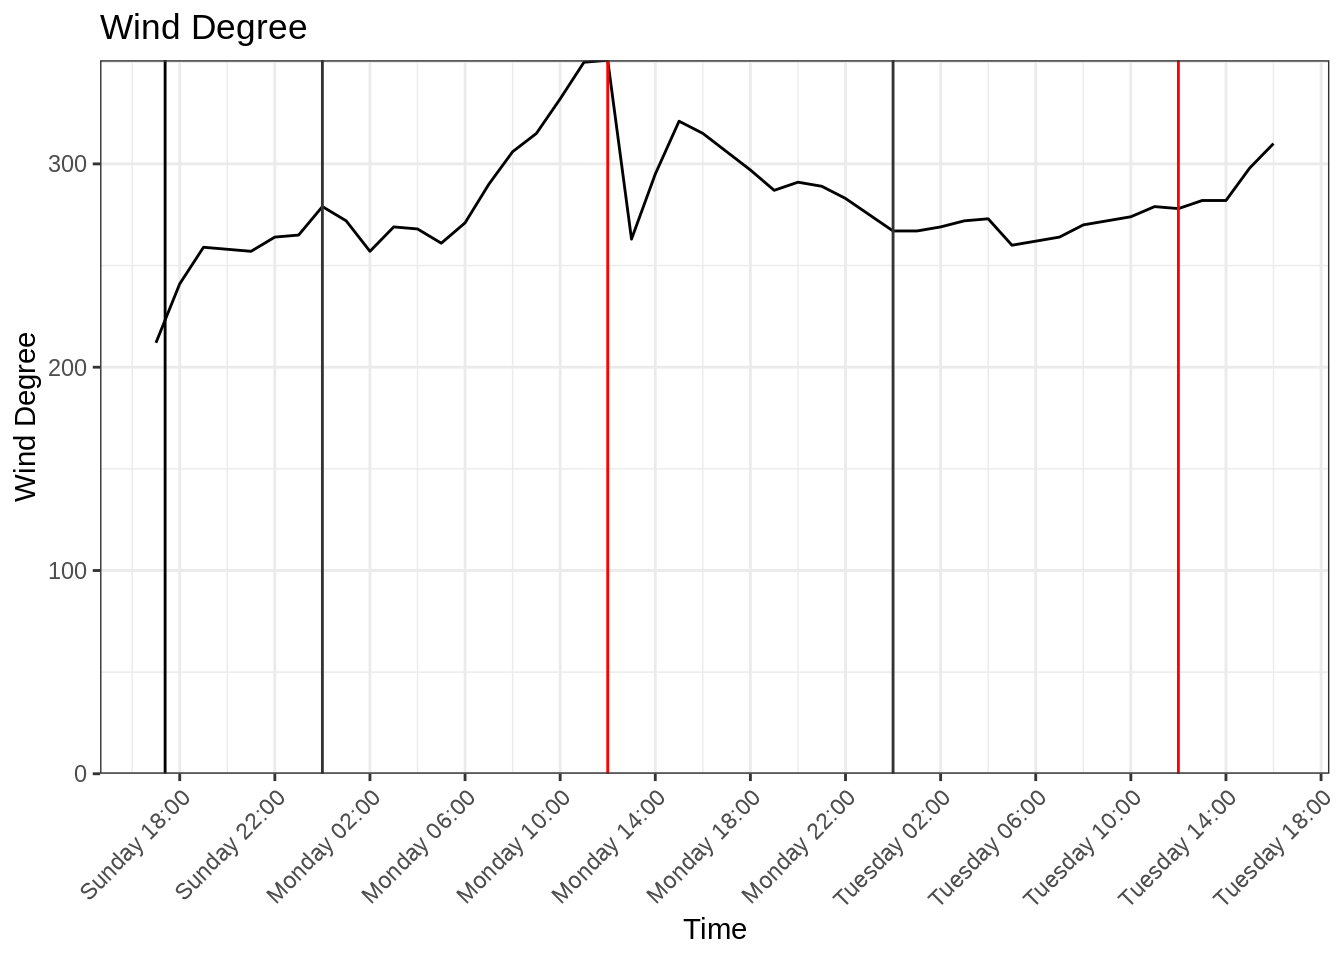 Wind Degree
Wind Degree
300
200
100
0
Sunday 18:00
Sunday 22:00
Monday 02:00
Monday 06:00
Monday 10:00
Monday 14:00
Monday 18:00
Monday 22:00
Tuesday 02:00
Tuesday 06:00
Tuesday 10:00
Tuesday 14:00
Tuesday 18:00
Time